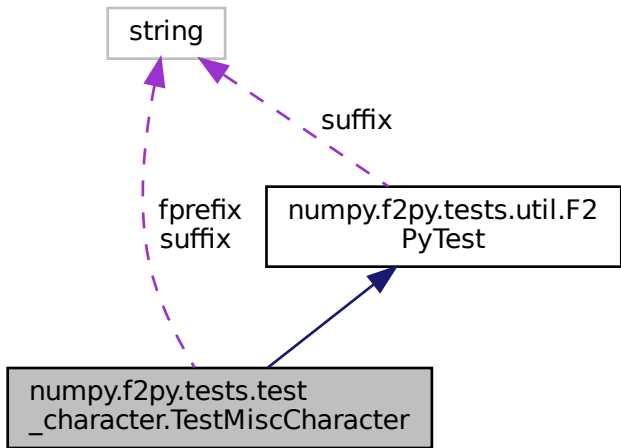 string
suffix
fprefix
suffix
numpy.f2py.tests.util.F2
PyTest
numpy.f2py.tests.test
_character.TestMiscCharacter